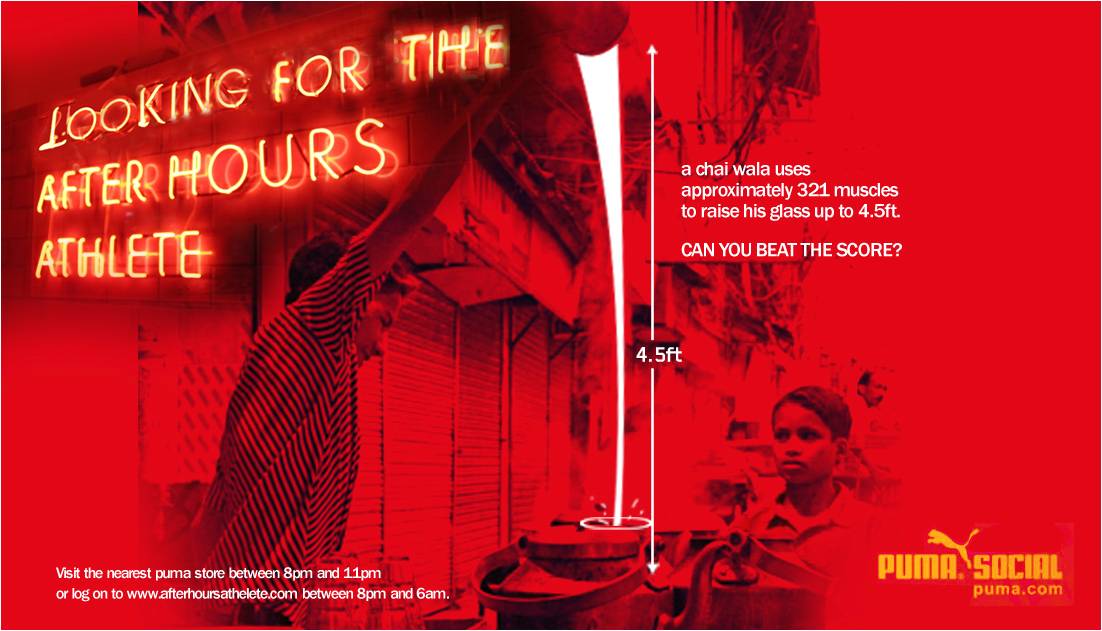 LOOKING FOR THE
AFTER HOURS
ATHLETE
a chai wala uses
approximately 321 muscles
to raise his glass up to 4.5ft.
CAN YOU BEAT THE SCORE?
4.5ft
Visit the nearest puma store between 8pm and 11pm
or log on to www.afterhoursathelete.com between 8pm and 6am.
PUMA® SOCIAL
puma.com